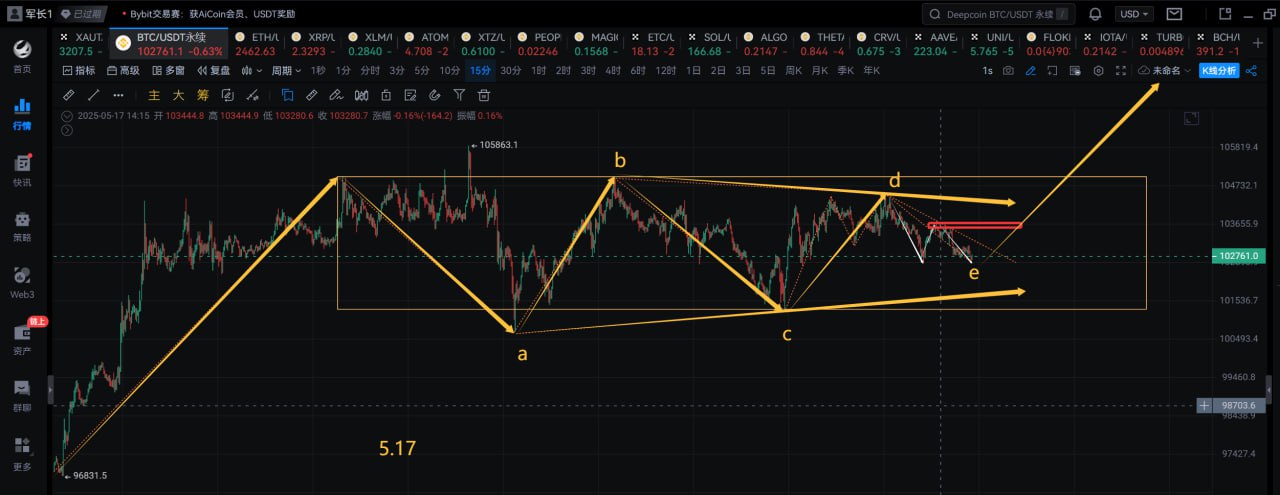 军长1 已过期 • Bybit交易赛：获AiCoin会员、USDT奖励 Deepcoin BTC/USDT 永续 / USD
XAUT BTC/USDT永续 ETH/U XRP/U XLM/U ATOM XTZ/U PEOP MAGIC ETC/U SOL/U ALGO THET CRV/U AAVE UNI/U FLOKI IOTA/ TURB BCH/U
3207.5 - 102761.0 -0.63% 2462.63 2.3293 - 0.2840 - 4.708 -2 0.6100 - 0.02246 0.1568 - 18.13 -2 166.68 - 0.2147 - 0.844 -4 0.675 -3 223.04 - 5.765 -5 0.0{4}90 0.2142 - 0.00489 391.2 -1
指标 高级 多窗 复盘 周期 1秒 1分 分时 3分 5分 10分 15分 30分 1时 2时 3时 4时 6时 12时 1日 2日 3日 5日 周K 月K 季K 年K 1s 未命名 K线分析
主 大 筹
2025-05-17 14:15 开 103444.8 高 103444.9 低 103280.6 收 103280.7 涨幅 -0.16%(-164.2) 振幅 0.16%
首页
行情
快讯
策略
Web3
链上
资产
群聊
更多
105863.1
b
d
e
a
c
5.17
96831.5
105819.4
104732.1
103655.9
102761.0
101536.7
100493.4
99460.8
98703.6
98438.9
97427.4